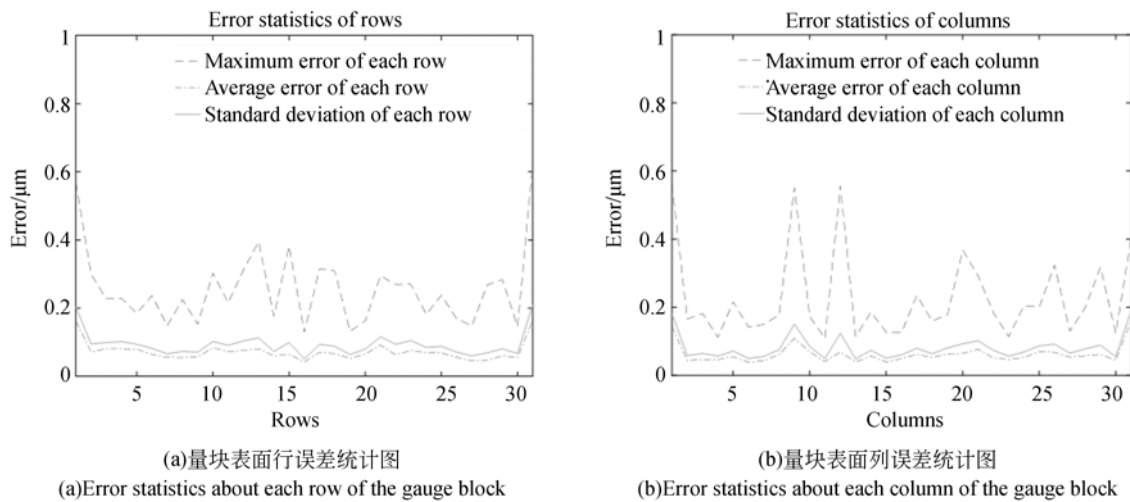 Error statistics of rows
1
0.8
0.6
0.4
0.2
0
Error/μm
Maximum error of each row
Average error of each row
Standard deviation of each row
5
10
15
20
25
30
Rows
(a)量块表面行误差统计图
(a)Error statistics about each row of the gauge block
Error statistics of columns
1
0.8
0.6
0.4
0.2
0
Error/μm
Maximum error of each column
Average error of each column
Standard deviation of each column
5
10
15
20
25
30
Columns
(b)量块表面列误差统计图
(b)Error statistics about each column of the gauge block